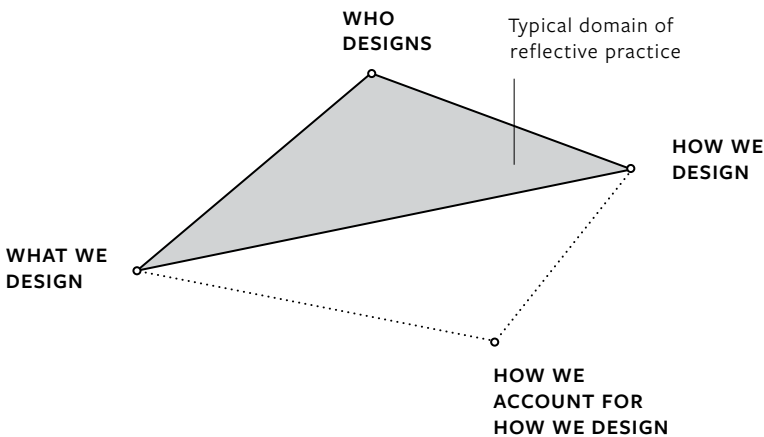 WHO
DESIGNS
Typical domain of
reflective practice
HOW WE
DESIGN
WHAT WE
DESIGN
HOW WE
ACCOUNT FOR
HOW WE DESIGN